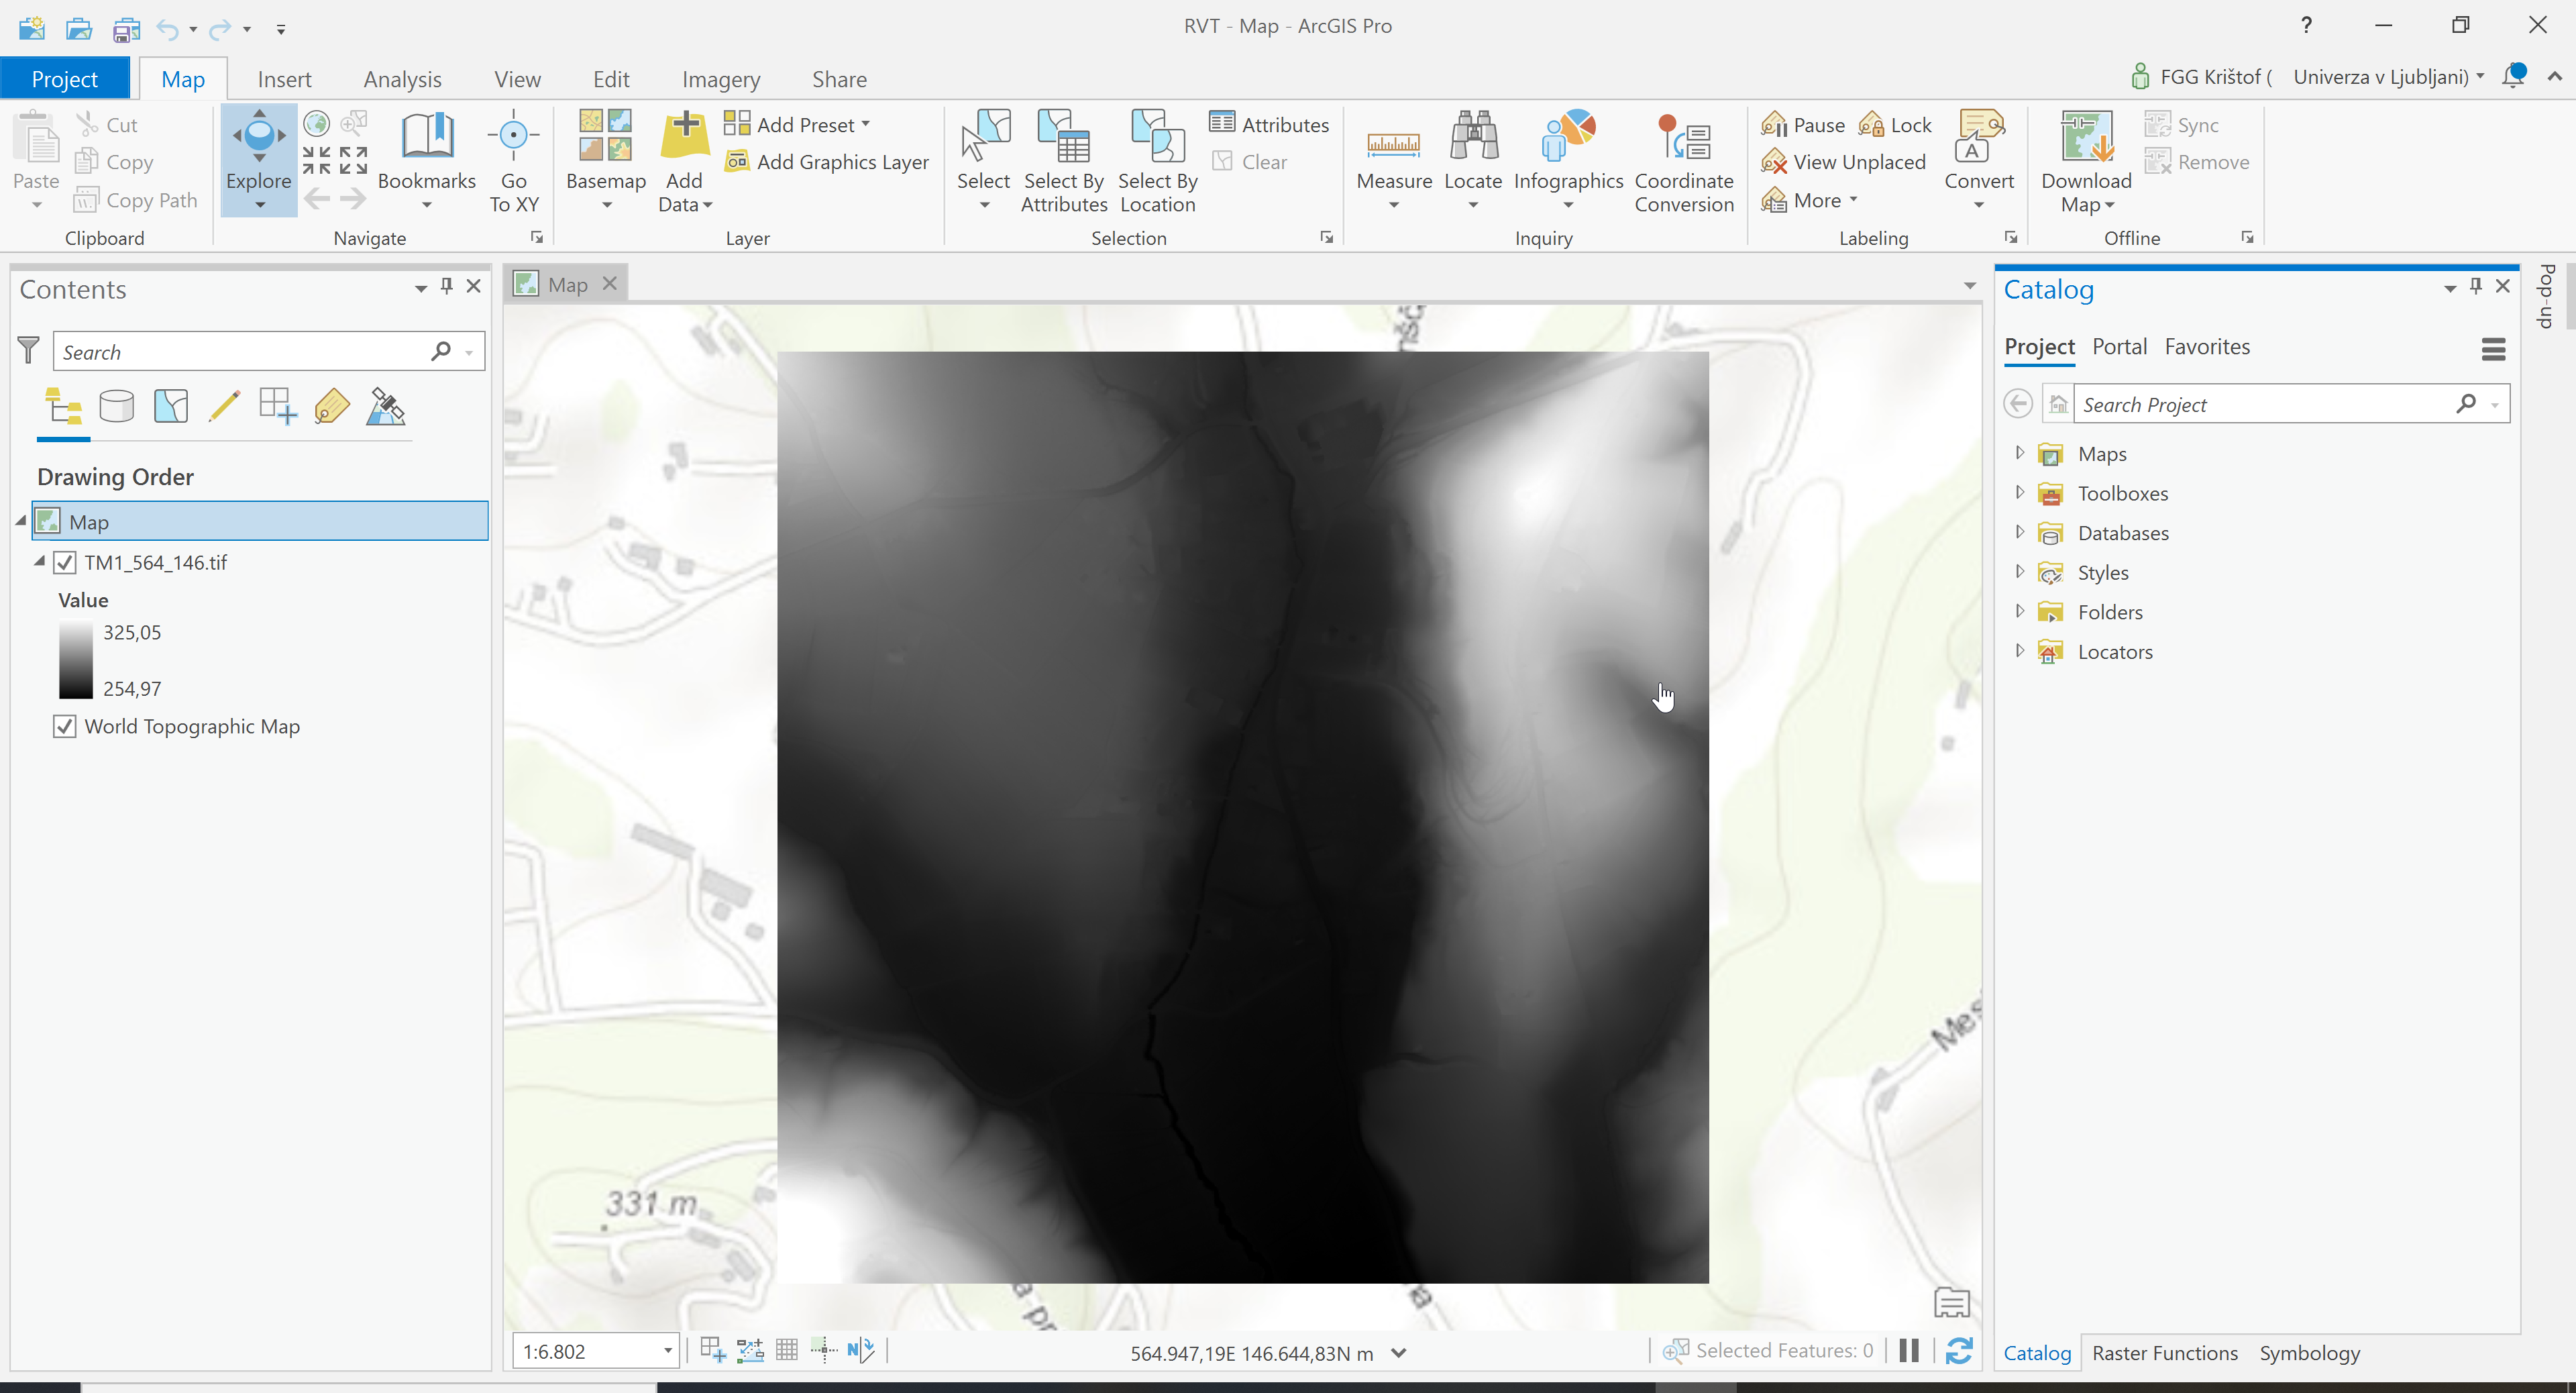 RVT - Map - ArcGIS Pro
?
Project Map Insert Analysis View Edit Imagery Share
FGG Krištof ( Univerza v Ljubljani)
Paste
Cut
Copy
Copy Path
Clipboard
Explore
Bookmarks
Go
To XY
Navigate
Basemap
Add
Data
Add Preset
Add Graphics Layer
Layer
Select
Select By
Attributes
Select By
Location
Attributes
Clear
Selection
Measure
Locate
Infographics
Coordinate
Conversion
Inquiry
Pause
Lock
View Unplaced
More
A
Convert
Labeling
Download
Map
Sync
Remove
Offline
Contents
Search
Drawing Order
Map
TM1_564_146.tif
Value
325,05
254,97
World Topographic Map
Map
331 m
Mes
a pr
na
1:6.802
N
564.947,19E 146.644,83N m
Selected Features: 0
Catalog
Project Portal Favorites
Search Project
Maps
Toolboxes
Databases
Styles
Folders
Locators
Catalog Raster Functions Symbology
Pop-up